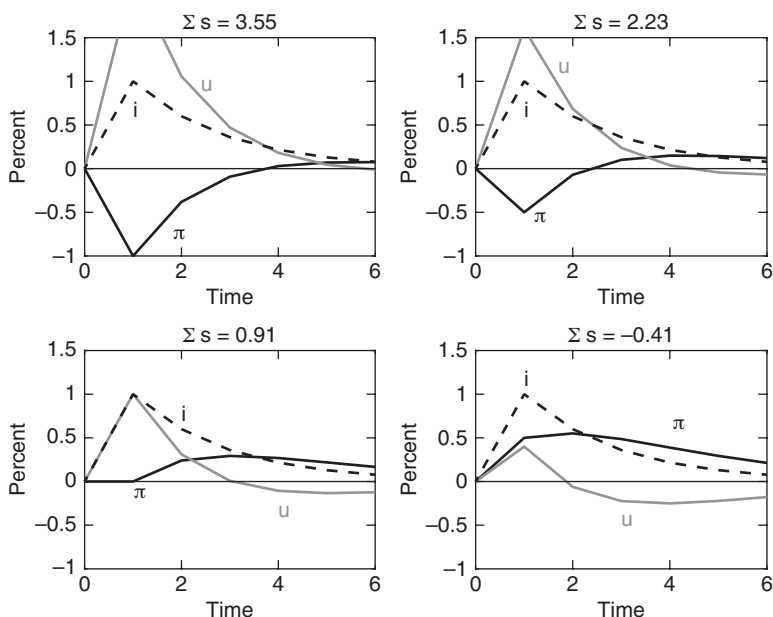 Σ s = 3.55
1.5
1
0.5
0
−0.5
−1
Percent
u
i
π
0 2 4 6
Time
Σ s = 2.23
1.5
1
0.5
0
−0.5
−1
Percent
u
i
π
0 2 4 6
Time
Σ s = 0.91
1.5
1
0.5
0
−0.5
−1
Percent
i
π
u
0 2 4 6
Time
Σ s = −0.41
1.5
1
0.5
0
−0.5
−1
Percent
i
π
u
0 2 4 6
Time